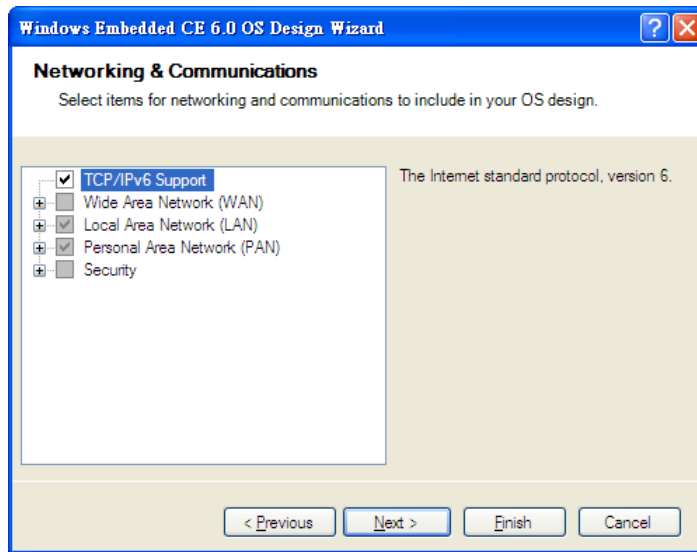 Windows Embedded CE 6.0 OS Design Wizard
Networking & Communications
Select items for networking and communications to include in your OS design.
TCP/IPv6 Support
Wide Area Network (WAN)
Local Area Network (LAN)
Personal Area Network (PAN)
Security
The Internet standard protocol, version 6.
< Previous
Next >
Finish
Cancel